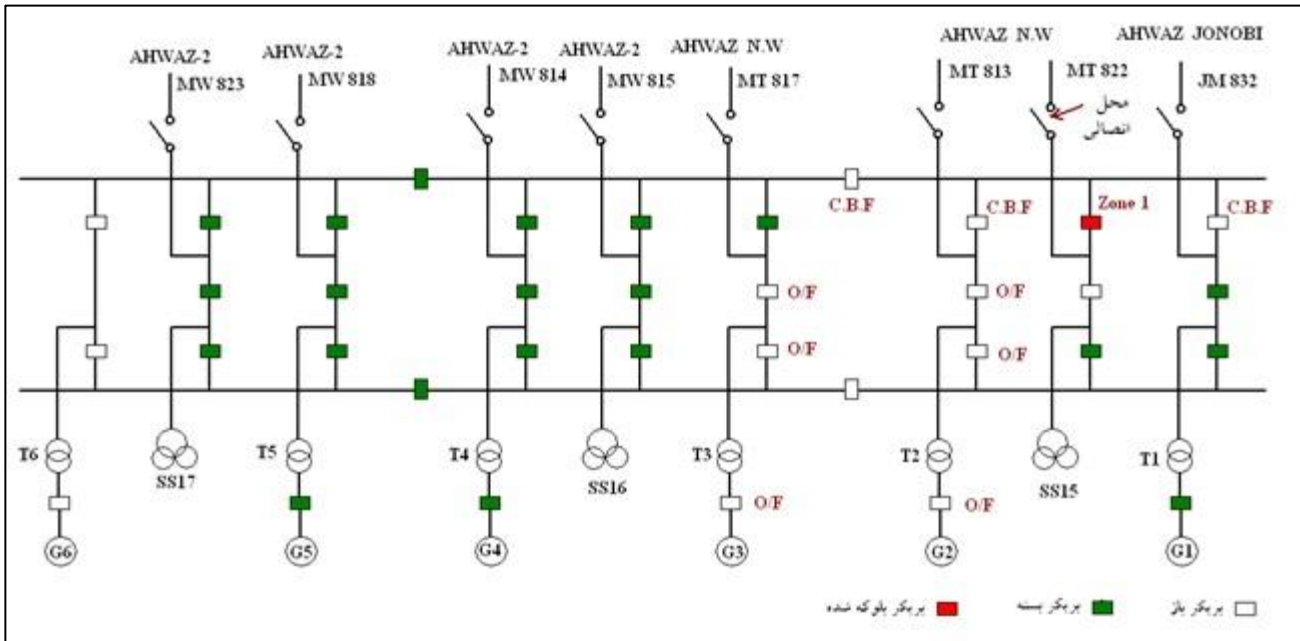 AHWAZ-2
MW 823
AHWAZ-2
MW 818
AHWAZ-2
MW 814
AHWAZ-2
MW 815
AHWAZ N.W
MT 817
AHWAZ N.W
MT 813
MT 822
AHWAZ JONOBI
JM 832
محل
اتصالی
C.B.F
C.B.F
Zone 1
C.B.F
O/F
O/F
O/F
O/F
T6
SS17
T5
T4
SS16
T3
T2
SS15
T1
O/F
O/F
G6
G5
G4
G3
G2
G1
بریکر بلوکه شده
بریکر بسته
بریکر باز